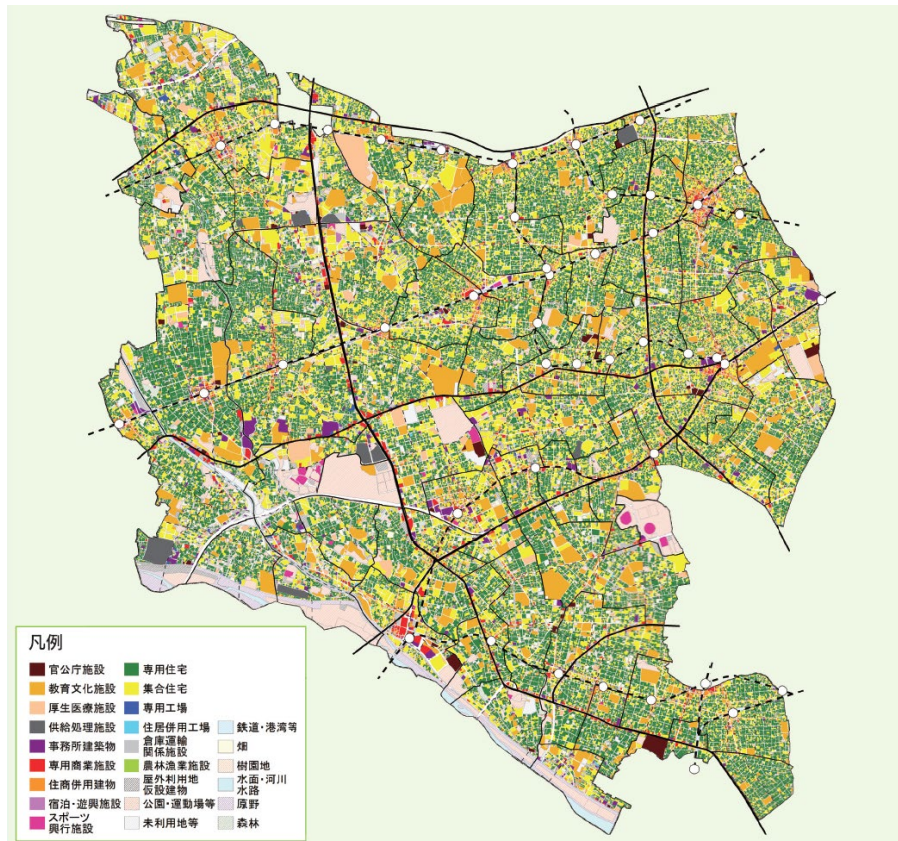 凡例
官公庁施設
教育文化施設
厚生医療施設
供給処理施設
事務所建築物
専用商業施設
住商併用建物
宿泊・遊興施設
スポーツ
興行施設
専用住宅
集合住宅
専用工場
住居併用工場
倉庫運輸
関係施設
農林漁業施設
屋外利用地
仮設建物
公園・運動場等
未利用地等
鉄道・港湾等
畑
樹園地
水面・河川
水路
原野
森林